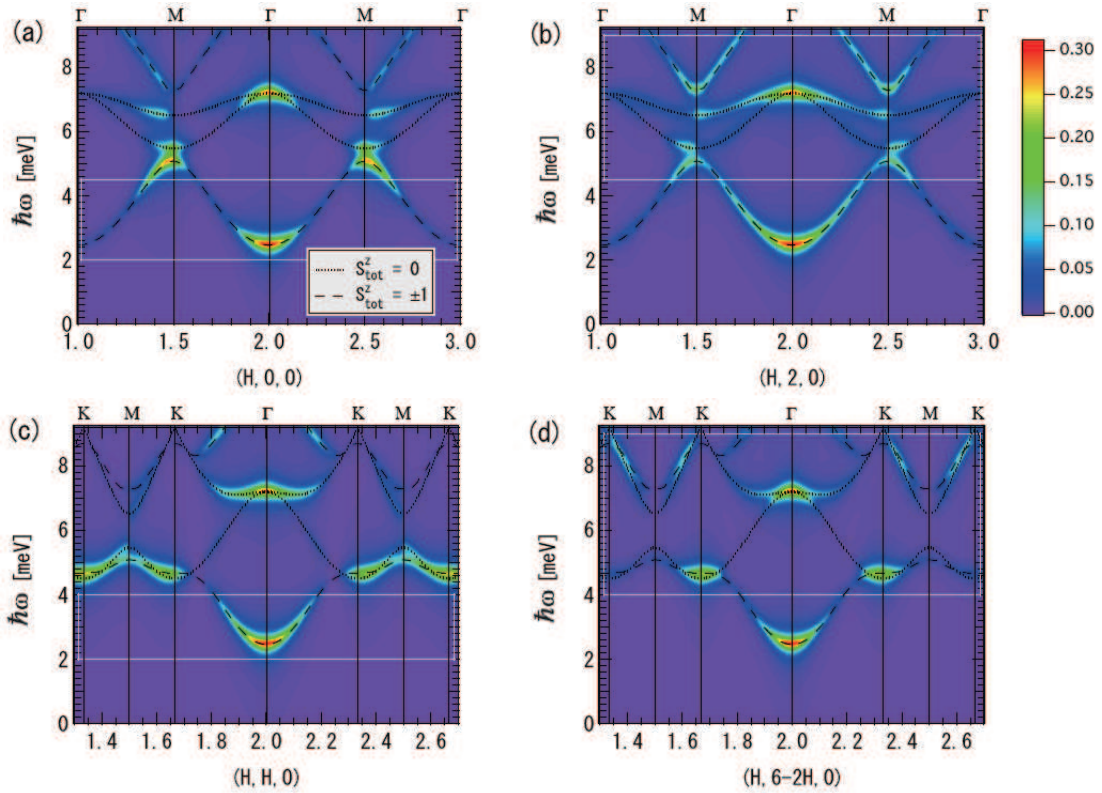 Γ M Γ M Γ
(a)
8
6
4
2
0
ħω [meV]
S^z_tot = 0
S^z_tot = ±1
1.0 1.5 2.0 2.5 3.0
(H, 0, 0)
Γ M Γ M Γ
(b)
8
6
4
2
0
ħω [meV]
1.0 1.5 2.0 2.5 3.0
(H, 2, 0)
0.30
0.25
0.20
0.15
0.10
0.05
0.00
K M K Γ K M K
(c)
8
6
4
2
0
ħω [meV]
1.4 1.6 1.8 2.0 2.2 2.4 2.6
(H, H, 0)
K M K Γ K M K
(d)
8
6
4
2
0
ħω [meV]
1.4 1.6 1.8 2.0 2.2 2.4 2.6
(H, 6-2H, 0)